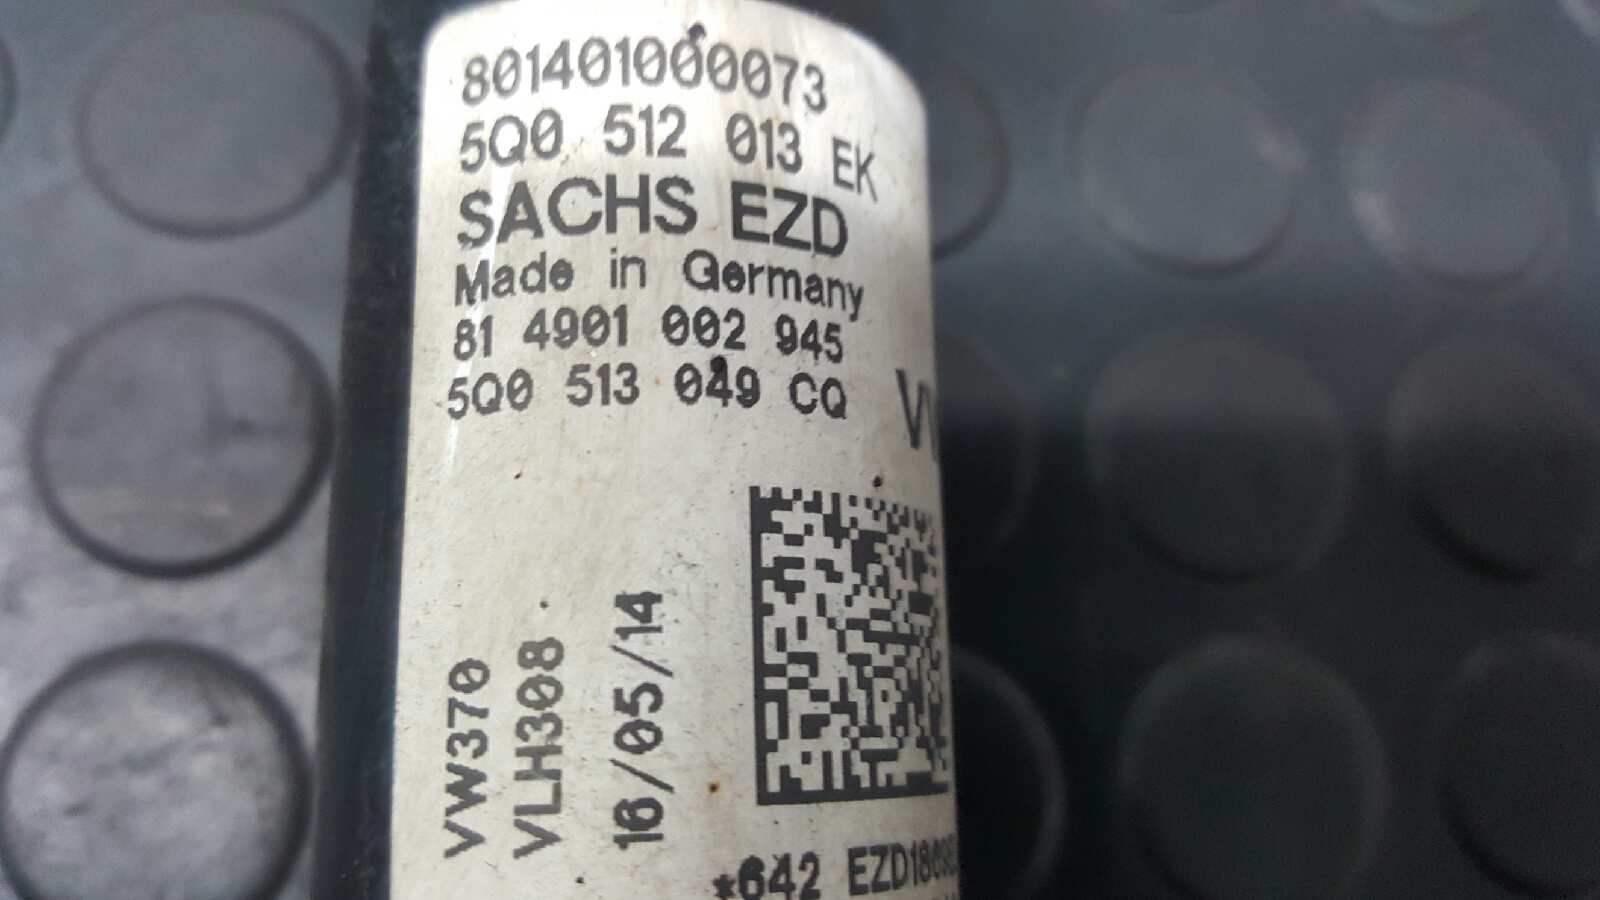 801401000073
5Q0 512 013 EK
SACHS EZD
Made in Germany
81 4901 002 945
5Q0 513 049 CQ
VW370
VLH308
18/05/14
*642